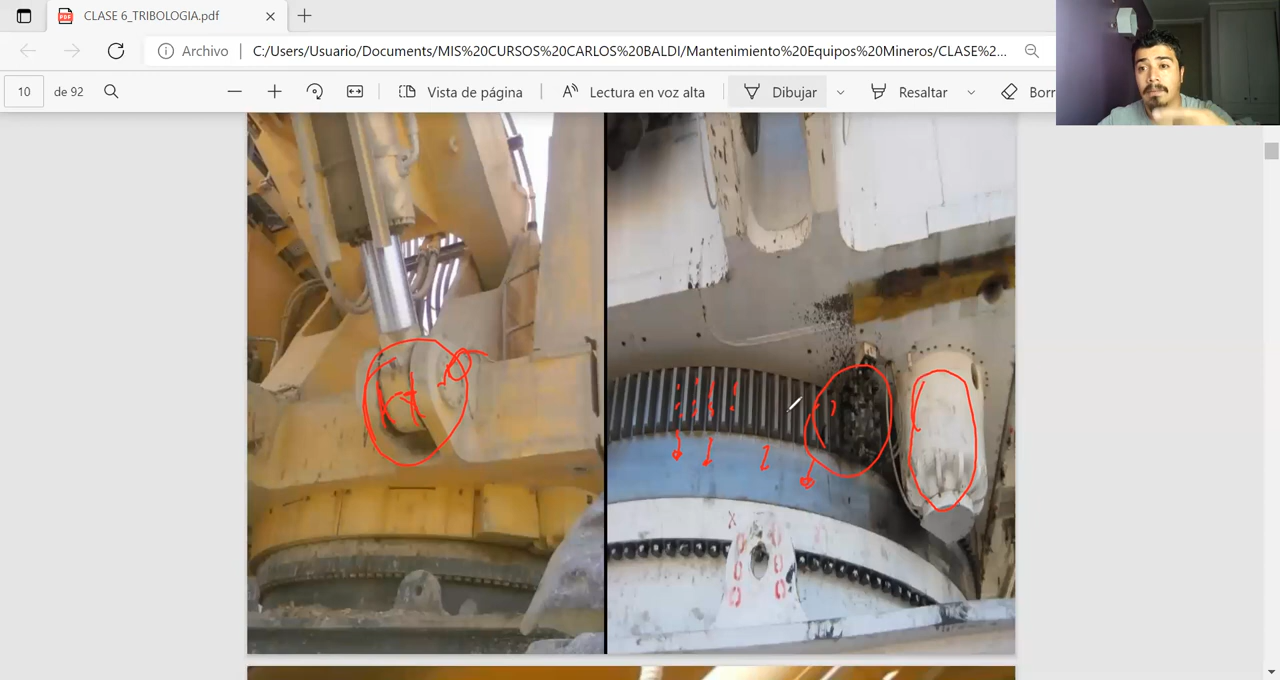 CLASE 6_TRIBOLOGIA.pdf
Archivo C:/Users/Usuario/Documents/MIS%20CURSOS%20CARLOS%20BALDI/Mantenimiento%20Equipos%20Mineros/CLASE%2...
10 de 92 Vista de página Lectura en voz alta Dibujar Resaltar Borr